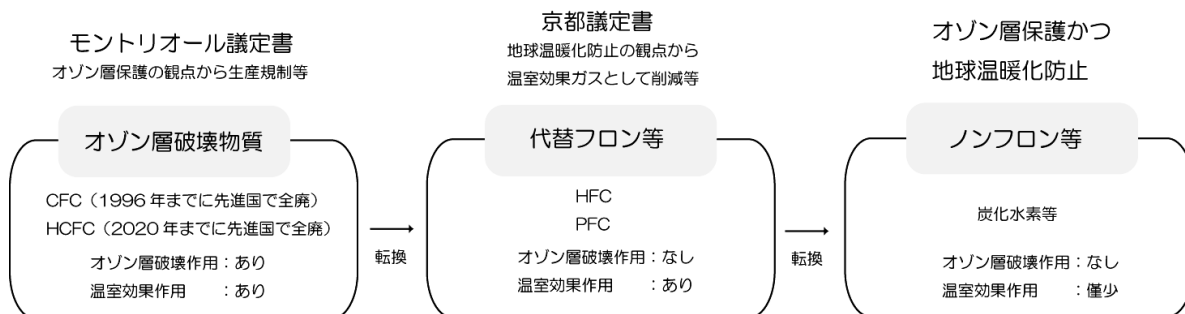 モントリオール議定書
オゾン層保護の観点から生産規制等
オゾン層破壊物質
CFC（1996年までに先進国で全廃）
HCFC（2020年までに先進国で全廃）
オゾン層破壊作用：あり
温室効果作用　　：あり
転換
京都議定書
地球温暖化防止の観点から
温室効果ガスとして削減等
代替フロン等
HFC
PFC
オゾン層破壊作用：なし
温室効果作用　　：あり
転換
オゾン層保護かつ
地球温暖化防止
ノンフロン等
炭化水素等
オゾン層破壊作用：なし
温室効果作用　　：僅少